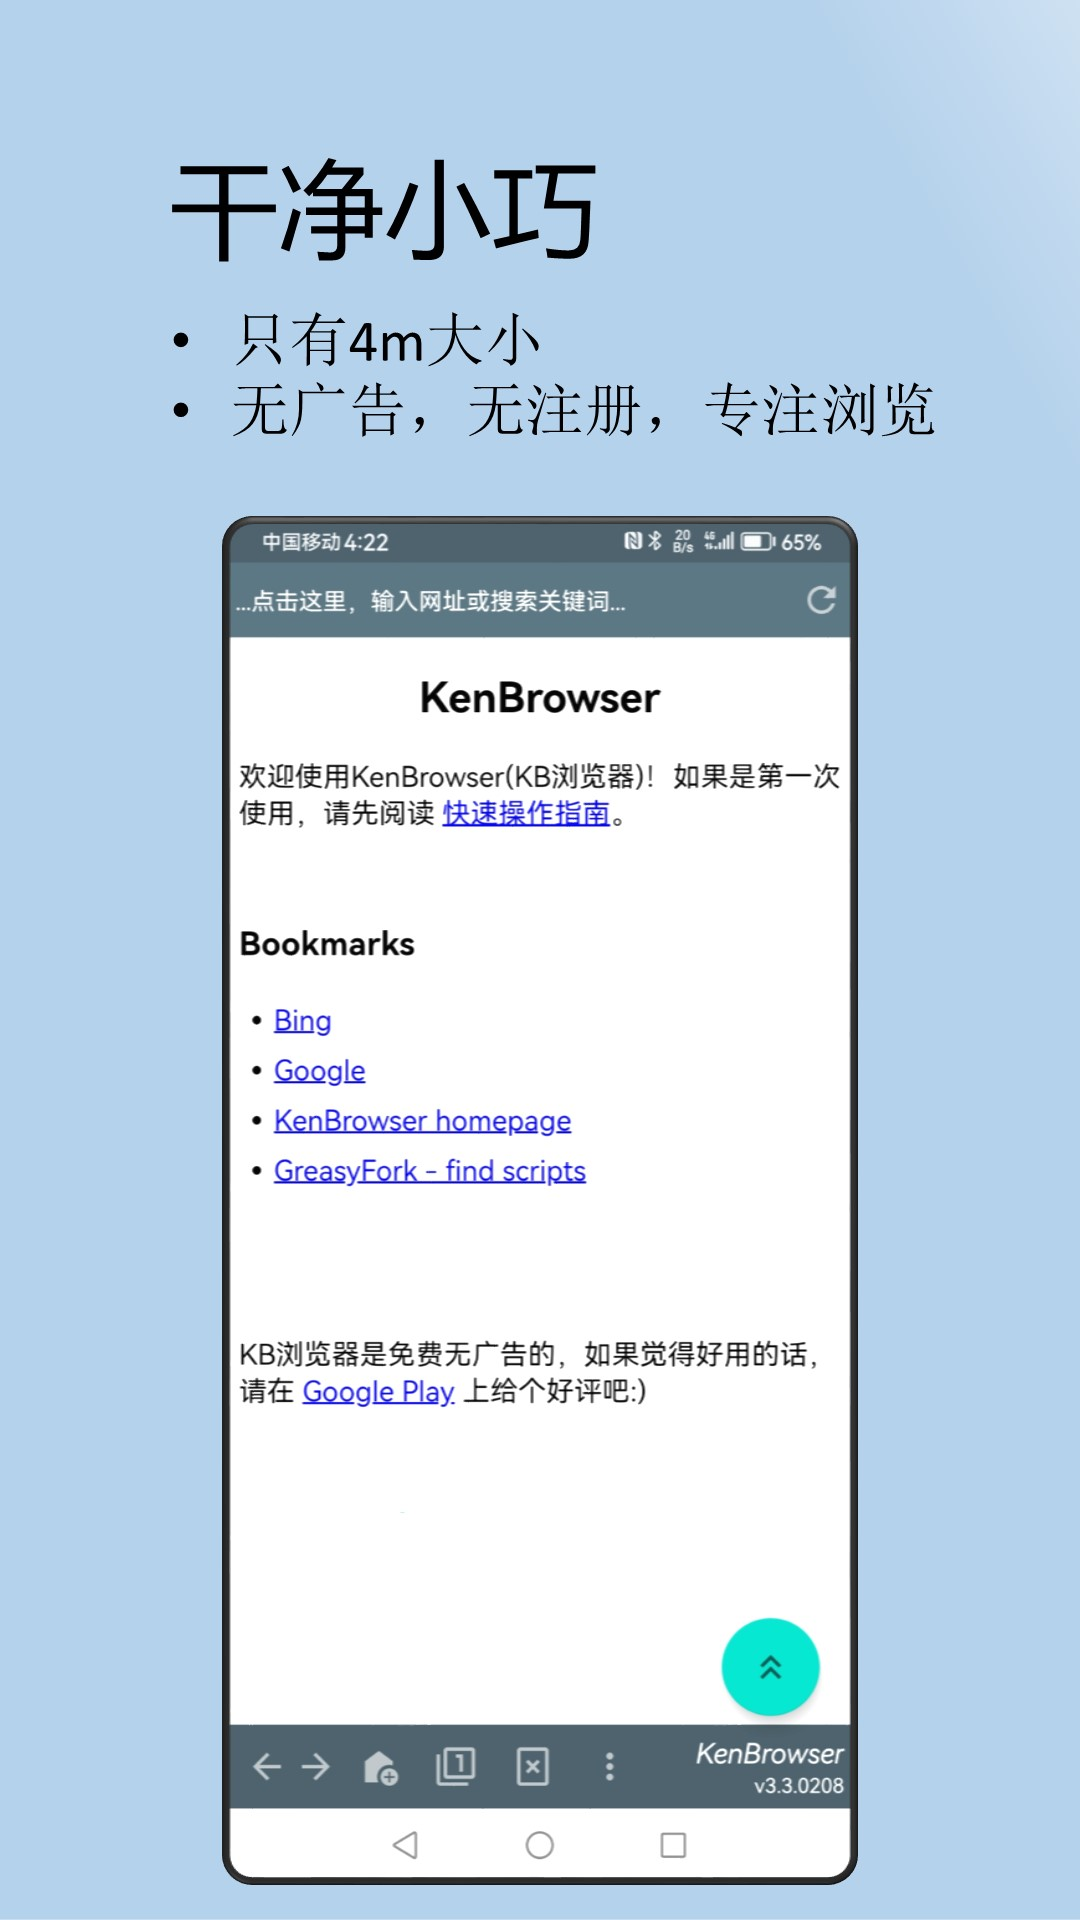 干净小巧
• 只有4m大小
• 无广告，无注册，专注浏览
中国移动 4:22 20 B/s 4G 65%
...点击这里，输入网址或搜索关键词...
KenBrowser
欢迎使用KenBrowser(KB浏览器)！如果是第一次
使用，请先阅读 快速操作指南。
Bookmarks
• Bing
• Google
• KenBrowser homepage
• GreasyFork - find scripts
KB浏览器是免费无广告的，如果觉得好用的话，
请在 Google Play 上给个好评吧:)
1
KenBrowser
v3.3.0208